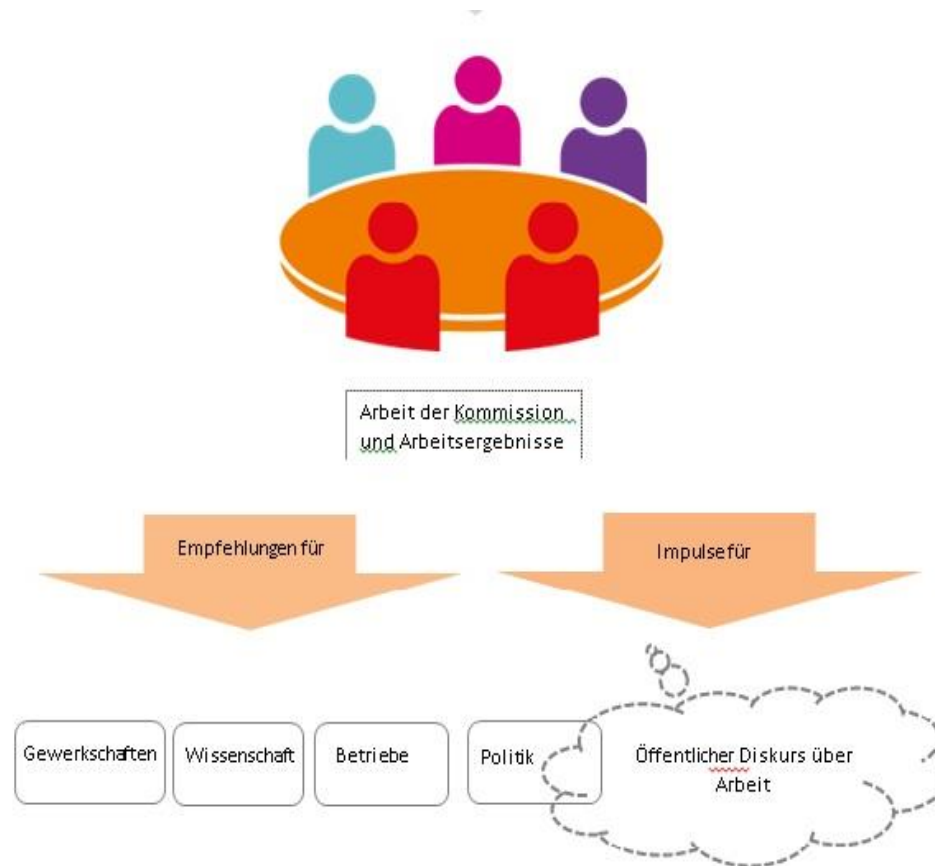 Arbeit der Kommission
und Arbeitsergebnisse
Empfehlungen für
Impulse für
Gewerkschaften
Wissenschaft
Betriebe
Politik
Öffentlicher Diskurs über
Arbeit